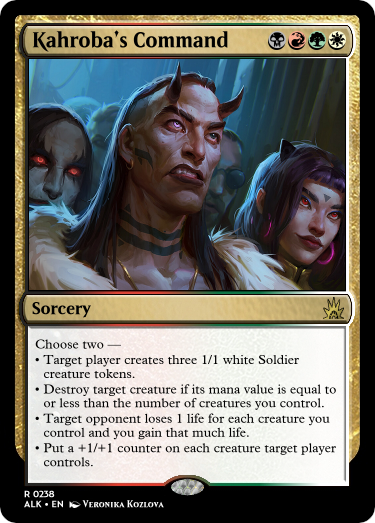 Kahroba's Command
Sorcery
Choose two —
• Target player creates three 1/1 white Soldier
creature tokens.
• Destroy target creature if its mana value is equal to
or less than the number of creatures you control.
• Target opponent loses 1 life for each creature you
control and you gain that much life.
• Put a +1/+1 counter on each creature target player
controls.
R 0238
ALK • EN Veronika Kozlova